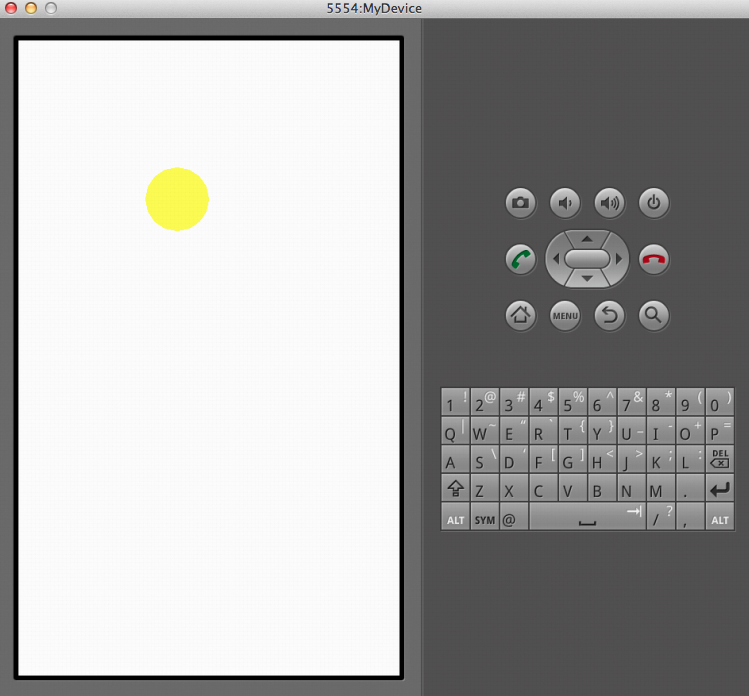 5554:MyDevice
MENU
1 ! 2 @ 3 # 4 $ 5 % 6 ^ 7 & 8 * 9 ( 0 )
Q | W ~ E “ R ` T { Y } U _ I - O + P =
A S \ D ‘ F [ G ] H < J > K ; L : DEL
Z X C V B N M .
ALT SYM @ / ? , ALT